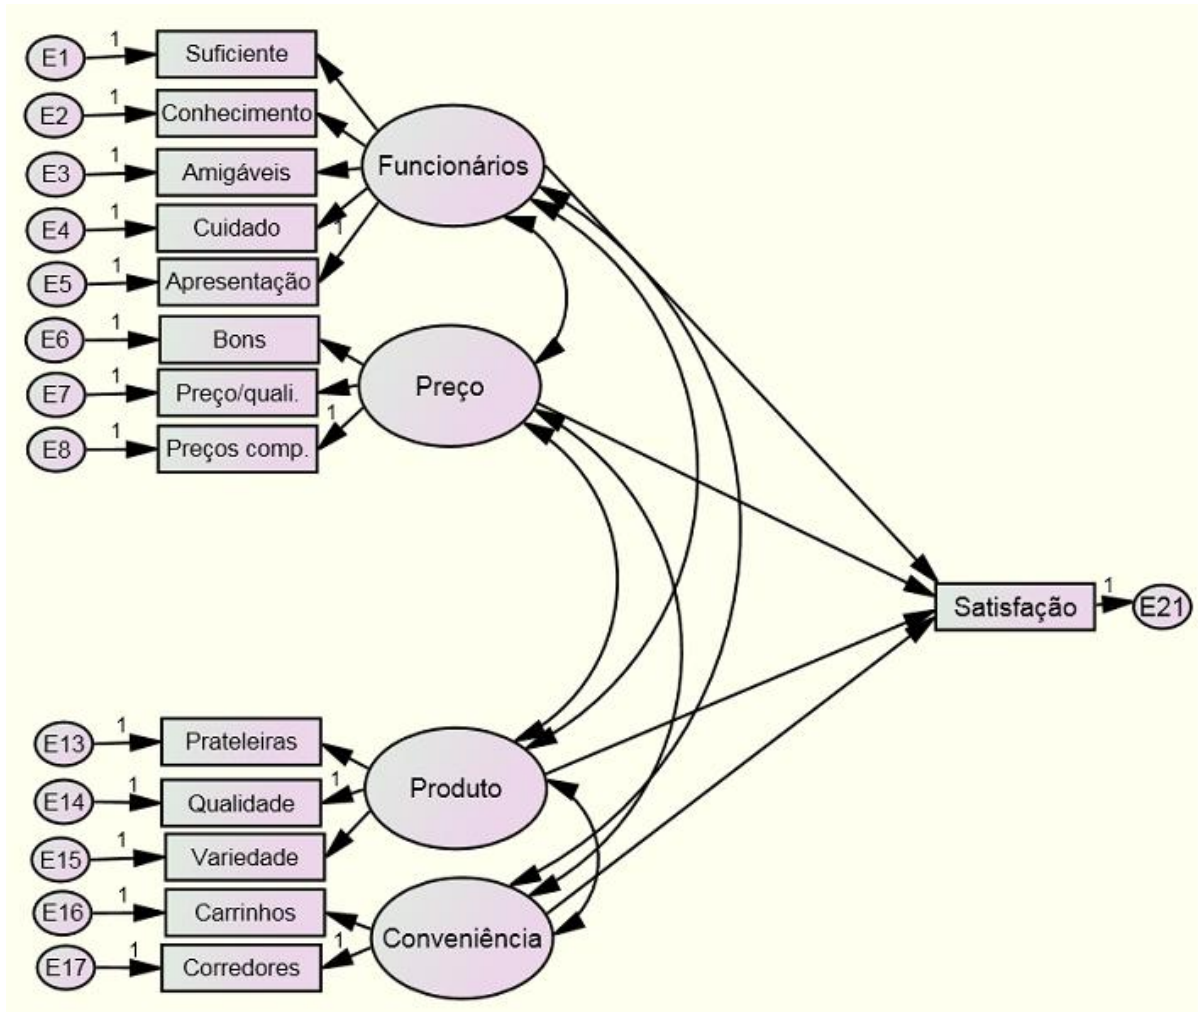 E1
1
Suficiente
E2
1
Conhecimento
E3
1
Amigáveis
E4
1
Cuidado
1
E5
1
Apresentação
Funcionários
E6
1
Bons
E7
1
Preço/quali.
1
E8
1
Preços comp.
Preço
Satisfação
1
E21
E13
1
Prateleiras
E14
1
Qualidade
1
E15
1
Variedade
Produto
E16
1
Carrinhos
E17
1
Corredores
1
Conveniência